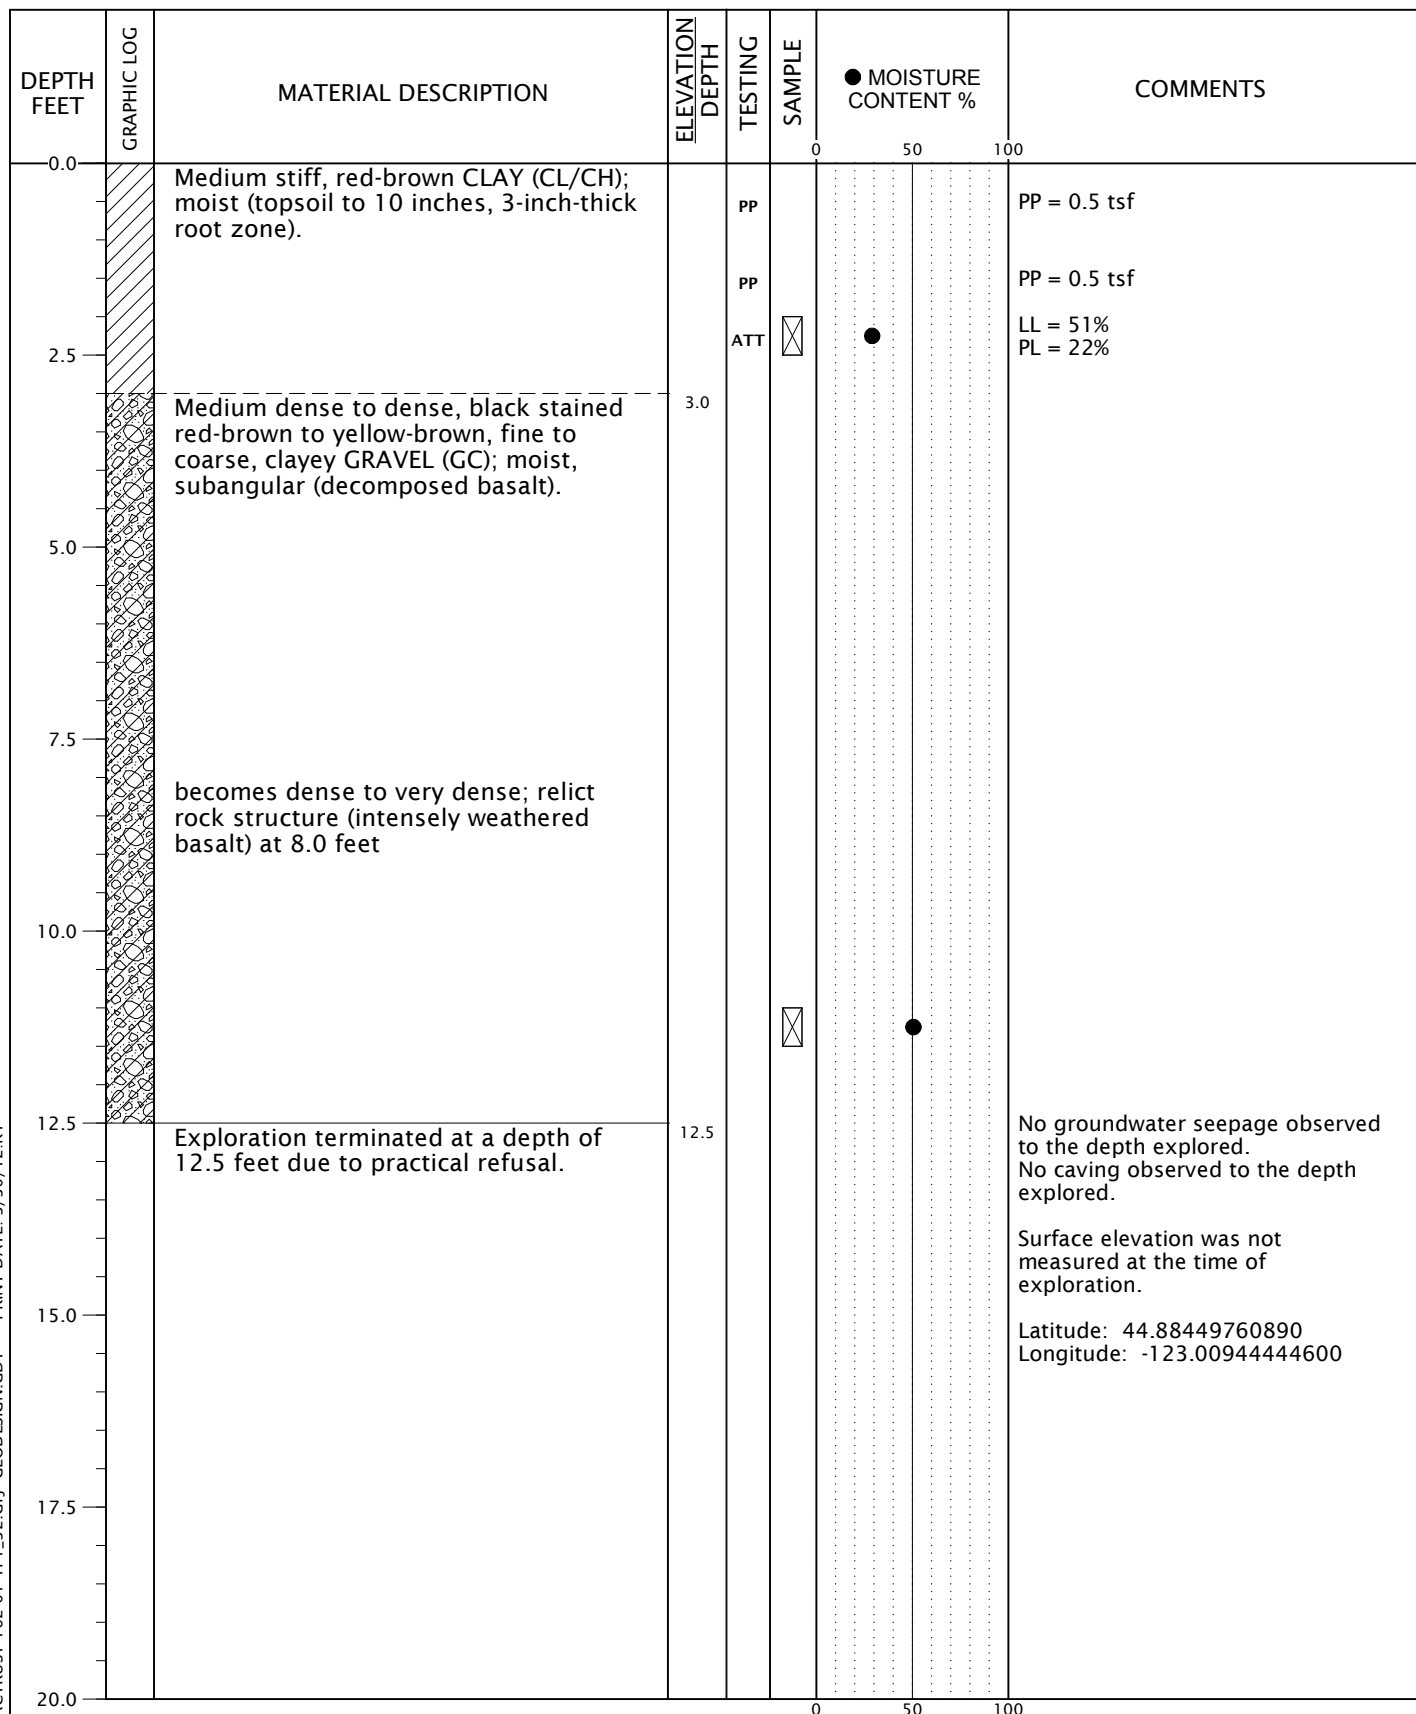 DEPTH
FEET
GRAPHIC LOG
MATERIAL DESCRIPTION
ELEVATION
DEPTH
TESTING
SAMPLE
● MOISTURE
CONTENT %
COMMENTS
0 50 100
0.0
Medium stiff, red-brown CLAY (CL/CH);
moist (topsoil to 10 inches, 3-inch-thick
root zone).
PP
PP = 0.5 tsf
PP
PP = 0.5 tsf
ATT
LL = 51%
PL = 22%
2.5
3.0
Medium dense to dense, black stained
red-brown to yellow-brown, fine to
coarse, clayey GRAVEL (GC); moist,
subangular (decomposed basalt).
5.0
7.5
becomes dense to very dense; relict
rock structure (intensely weathered
basalt) at 8.0 feet
10.0
12.5
Exploration terminated at a depth of
12.5 feet due to practical refusal.
12.5
No groundwater seepage observed
to the depth explored.
No caving observed to the depth
explored.
Surface elevation was not
measured at the time of
exploration.
Latitude: 44.88449760890
Longitude: -123.00944444600
15.0
17.5
20.0
0 50 100